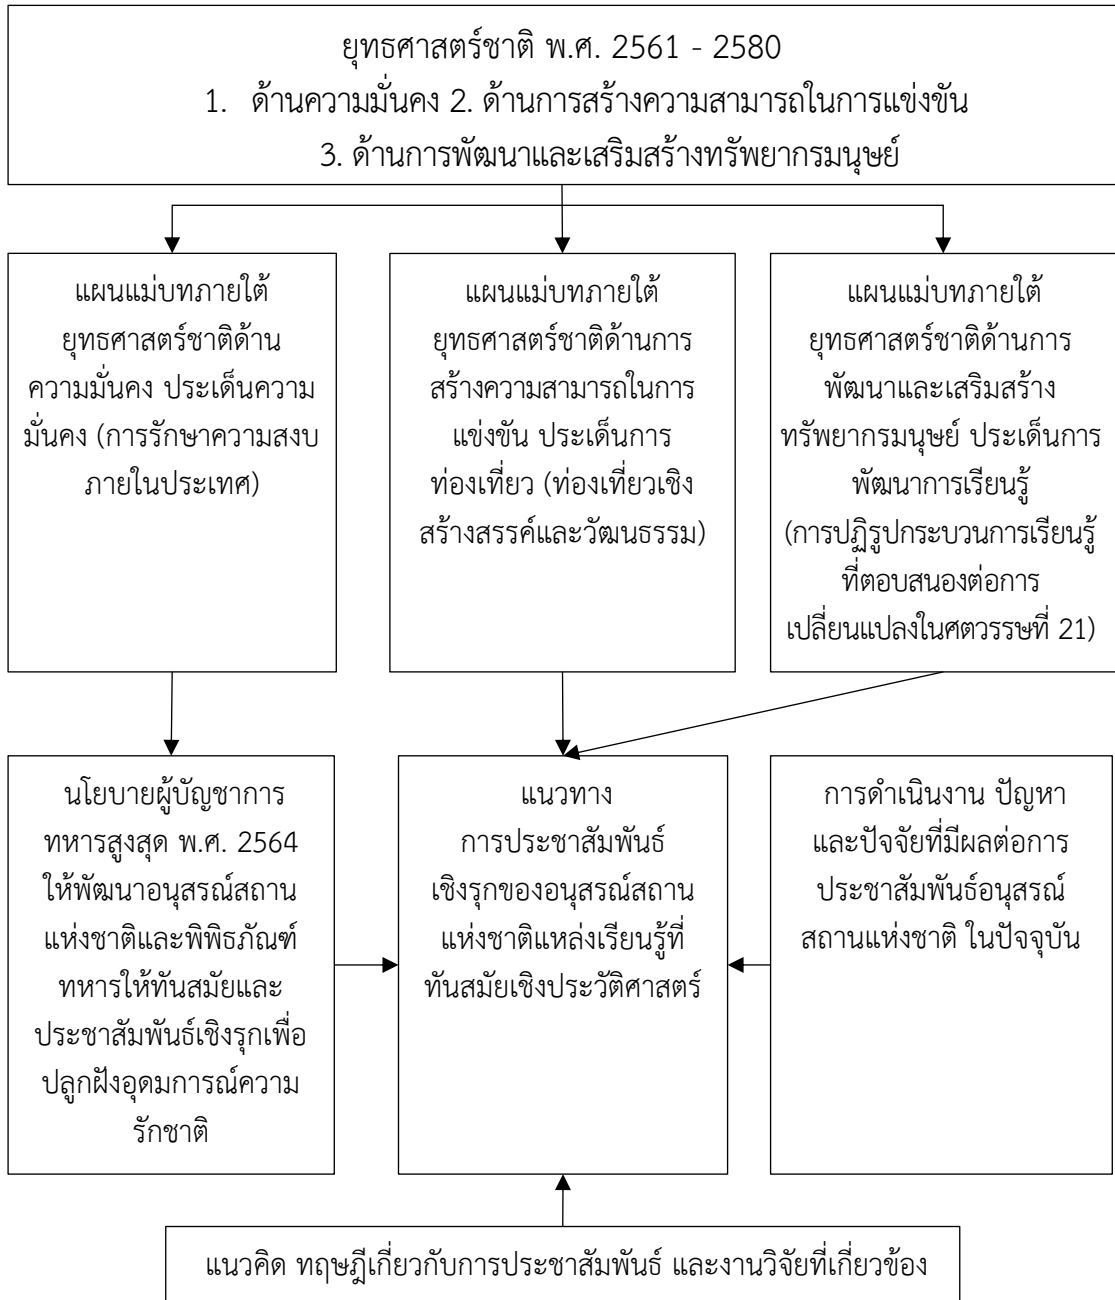 ยุทธศาสตร์ชาติ พ.ศ. 2561 - 2580
1. ด้านความมั่นคง 2. ด้านการสร้างความสามารถในการแข่งขัน
3. ด้านการพัฒนาและเสริมสร้างทรัพยากรมนุษย์
แผนแม่บทภายใต้
ยุทธศาสตร์ชาติด้าน
ความมั่นคง ประเด็นความ
มั่นคง (การรักษาความสงบ
ภายในประเทศ)
แผนแม่บทภายใต้
ยุทธศาสตร์ชาติด้านการ
สร้างความสามารถในการ
แข่งขัน ประเด็นการ
ท่องเที่ยว (ท่องเที่ยวเชิง
สร้างสรรค์และวัฒนธรรม)
แผนแม่บทภายใต้
ยุทธศาสตร์ชาติด้านการ
พัฒนาและเสริมสร้าง
ทรัพยากรมนุษย์ ประเด็นการ
พัฒนาการเรียนรู้
(การปฏิรูปกระบวนการเรียนรู้
ที่ตอบสนองต่อการ
เปลี่ยนแปลงในศตวรรษที่ 21)
นโยบายผู้บัญชาการ
ทหารสูงสุด พ.ศ. 2564
ให้พัฒนาอนุสรณ์สถาน
แห่งชาติและพิพิธภัณฑ์
ทหารให้ทันสมัยและ
ประชาสัมพันธ์เชิงรุกเพื่อ
ปลูกฝังอุดมการณ์ความ
รักชาติ
แนวทาง
การประชาสัมพันธ์
เชิงรุกของอนุสรณ์สถาน
แห่งชาติแหล่งเรียนรู้ที่
ทันสมัยเชิงประวัติศาสตร์
การดำเนินงาน ปัญหา
และปัจจัยที่มีผลต่อการ
ประชาสัมพันธ์อนุสรณ์
สถานแห่งชาติ ในปัจจุบัน
แนวคิด ทฤษฎีเกี่ยวกับการประชาสัมพันธ์ และงานวิจัยที่เกี่ยวข้อง